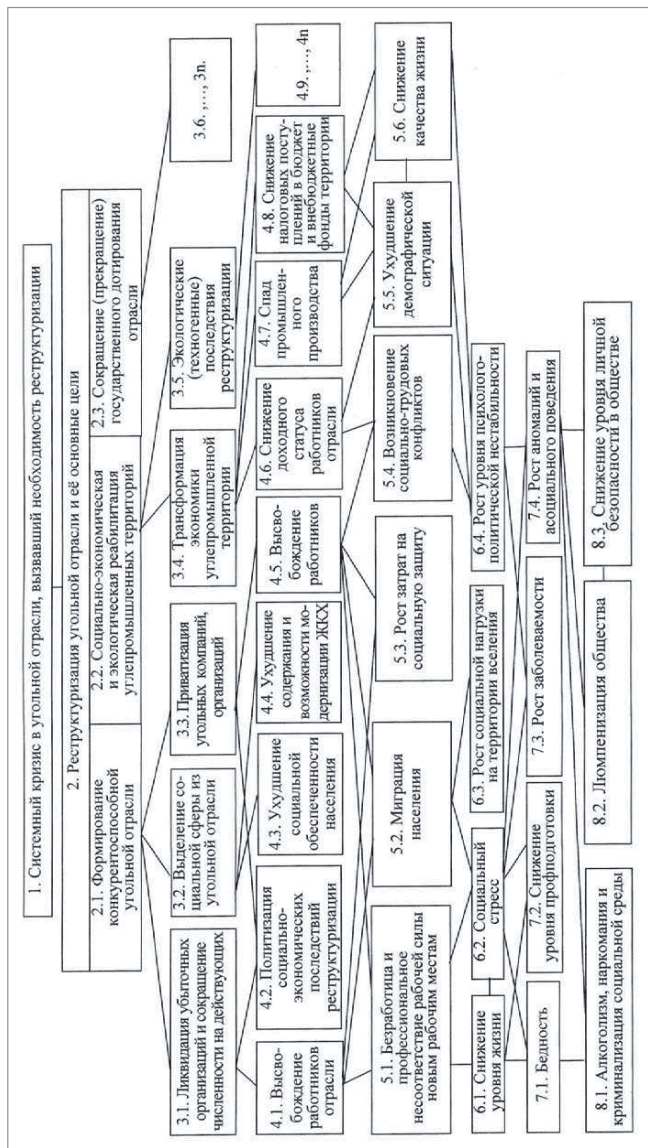 1. Системный кризис в угольной отрасли, вызвавший необходимость реструктуризации
2. Реструктуризация угольной отрасли и её основные цели
2.1. Формирование
конкурентоспособной
угольной отрасли
2.2. Социально-экономическая
и экологическая реабилитация
углепромышленных территорий
2.3. Сокращение (прекращение)
государственного дотирования
отрасли
3.1. Ликвидация убыточных
организаций и сокращение
численности на действующих
3.2. Выделение со-
циальной сферы из
угольной отрасли
3.3. Приватизация
угольных компаний,
организаций
3.4. Трансформация
экономики
углепромышленной
территории
3.5. Экологические
(техногенные)
последствия
реструктуризации
3.6. ,…, 3n.
4.1. Высво-
бождение
работников
отрасли
4.2. Политизация
социально-
экономических
последствий
реструктуризации
4.3. Ухудшение
социальной
обеспеченности
населения
4.4. Ухудшение
содержания и
возможности мо-
дернизации ЖКХ
4.5. Высво-
бождение
работников
4.6. Снижение
доходного
статуса
работников
отрасли
4.7. Спад
промышлен-
ного
производства
4.8. Снижение
налоговых посту-
плений в бюджет
и внебюджетные
фонды территории
4.9. ,…, 4n
5.1. Безработица и
профессиональное
несоответствие рабочей силы
новым рабочим местам
5.2. Миграция
населения
5.3. Рост затрат на
социальную защиту
5.4. Возникновение
социально-трудовых
конфликтов
5.5. Ухудшение
демографической
ситуации
5.6. Снижение
качества жизни
6.1. Снижение
уровня жизни
6.2. Социальный
стресс
6.3. Рост социальной нагрузки
на территории вселения
6.4. Рост уровня психолого-
политической нестабильности
7.1. Бедность
7.2. Снижение
уровня профподготовки
7.3. Рост заболеваемости
7.4. Рост аномалий и
асоциального поведения
8.1. Алкоголизм, наркомания и
криминализация социальной среды
8.2. Люмпенизация общества
8.3. Снижение уровня личной
безопасности в обществе